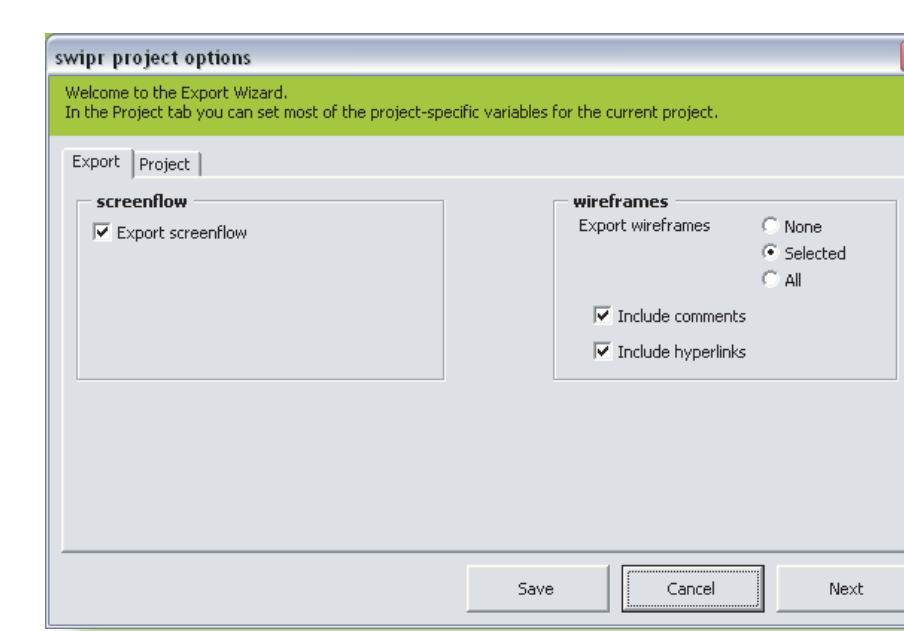 swipr project options
Welcome to the Export Wizard.
In the Project tab you can set most of the project-specific variables for the current project.
Export
Project
screenflow
Export screenflow
wireframes
Export wireframes
None
Selected
All
Include comments
Include hyperlinks
Save
Cancel
Next